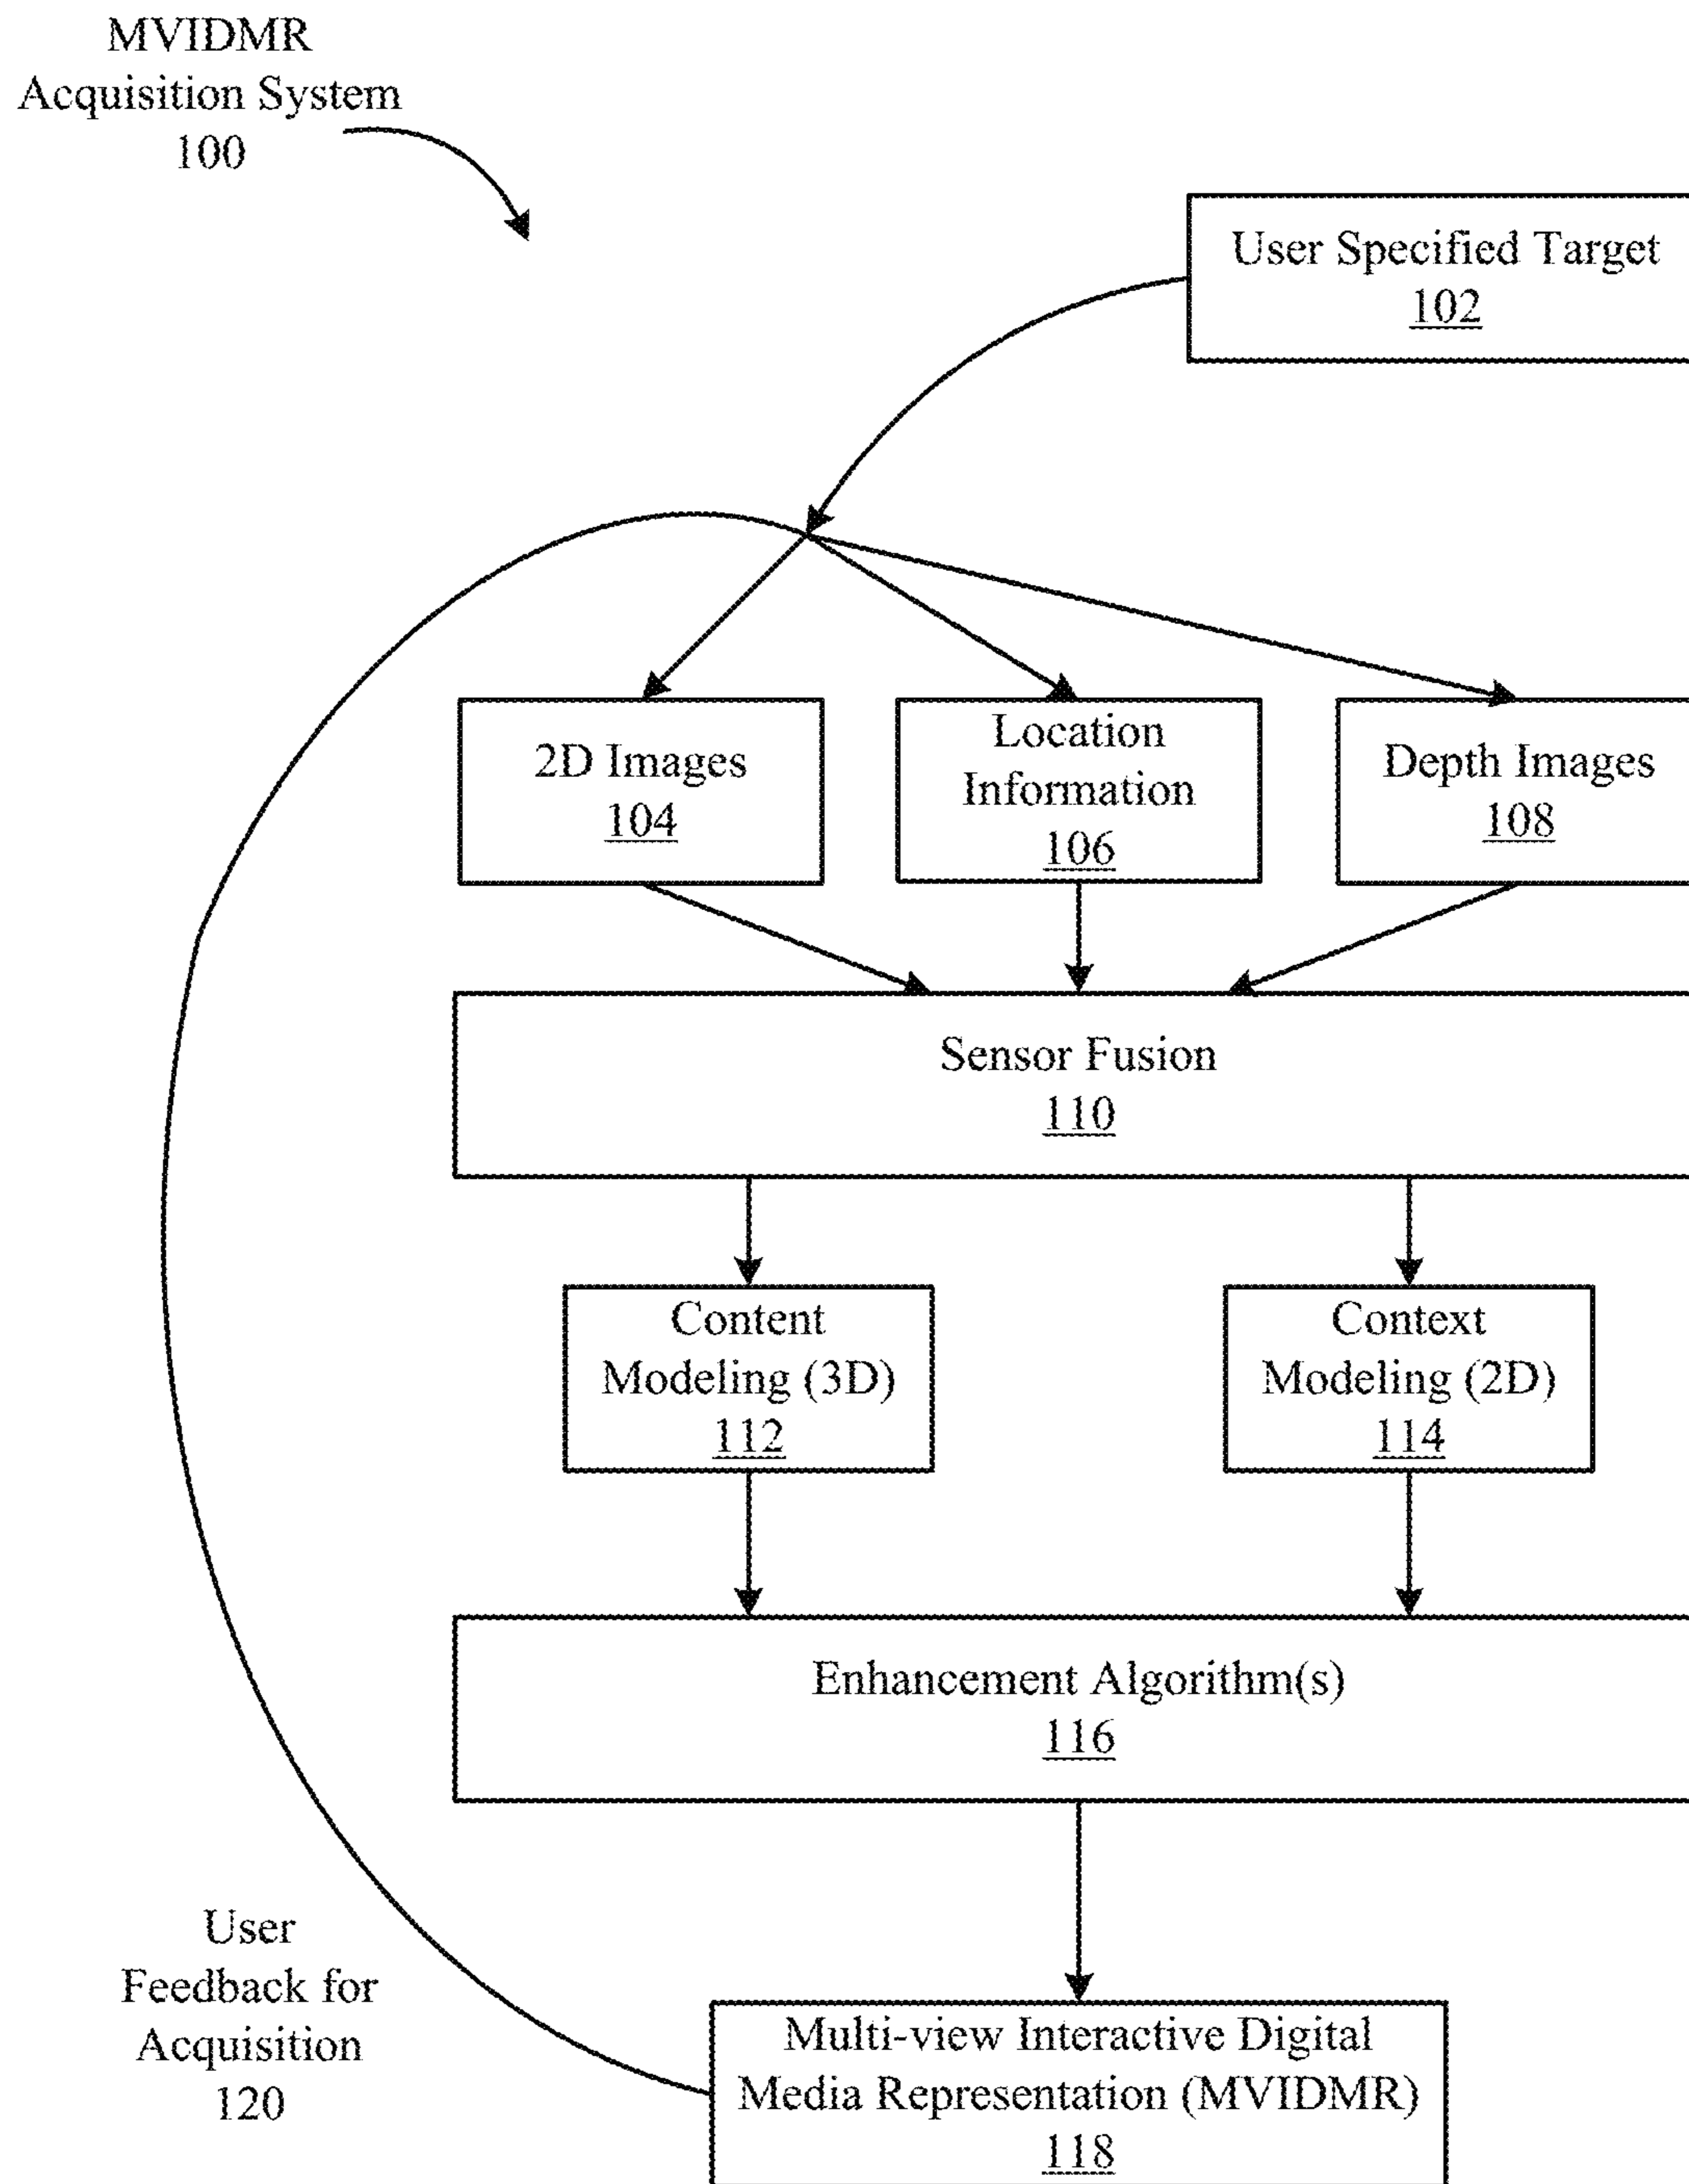 MVIDMR
Acquisition System
100
User Specified Target
102
2D Images
104
Location
Information
106
Depth Images
108
Sensor Fusion
110
Content
Modeling (3D)
112
Context
Modeling (2D)
114
Enhancement Algorithm(s)
116
User
Feedback for
Acquisition
120
Multi-view Interactive Digital
Media Representation (MVIDMR)
118